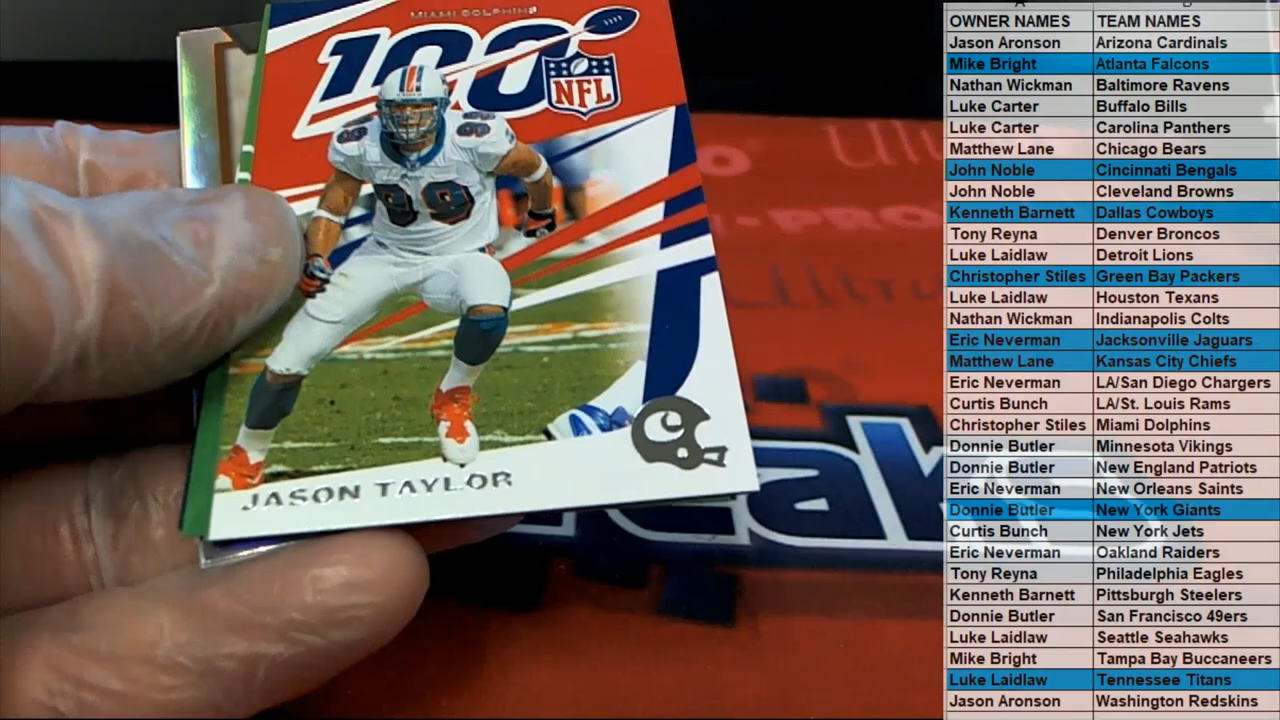 MIAMI DOLPHINS
100
NFL
99
99
JASON TAYLOR
OWNER NAMES TEAM NAMES
Jason Aronson Arizona Cardinals
Mike Bright Atlanta Falcons
Nathan Wickman Baltimore Ravens
Luke Carter Buffalo Bills
Luke Carter Carolina Panthers
Matthew Lane Chicago Bears
John Noble Cincinnati Bengals
John Noble Cleveland Browns
Kenneth Barnett Dallas Cowboys
Tony Reyna Denver Broncos
Luke Laidlaw Detroit Lions
Christopher Stiles Green Bay Packers
Luke Laidlaw Houston Texans
Nathan Wickman Indianapolis Colts
Eric Neverman Jacksonville Jaguars
Matthew Lane Kansas City Chiefs
Eric Neverman LA/San Diego Chargers
Curtis Bunch LA/St. Louis Rams
Christopher Stiles Miami Dolphins
Donnie Butler Minnesota Vikings
Donnie Butler New England Patriots
Eric Neverman New Orleans Saints
Donnie Butler New York Giants
Curtis Bunch New York Jets
Eric Neverman Oakland Raiders
Tony Reyna Philadelphia Eagles
Kenneth Barnett Pittsburgh Steelers
Donnie Butler San Francisco 49ers
Luke Laidlaw Seattle Seahawks
Mike Bright Tampa Bay Buccaneers
Luke Laidlaw Tennessee Titans
Jason Aronson Washington Redskins